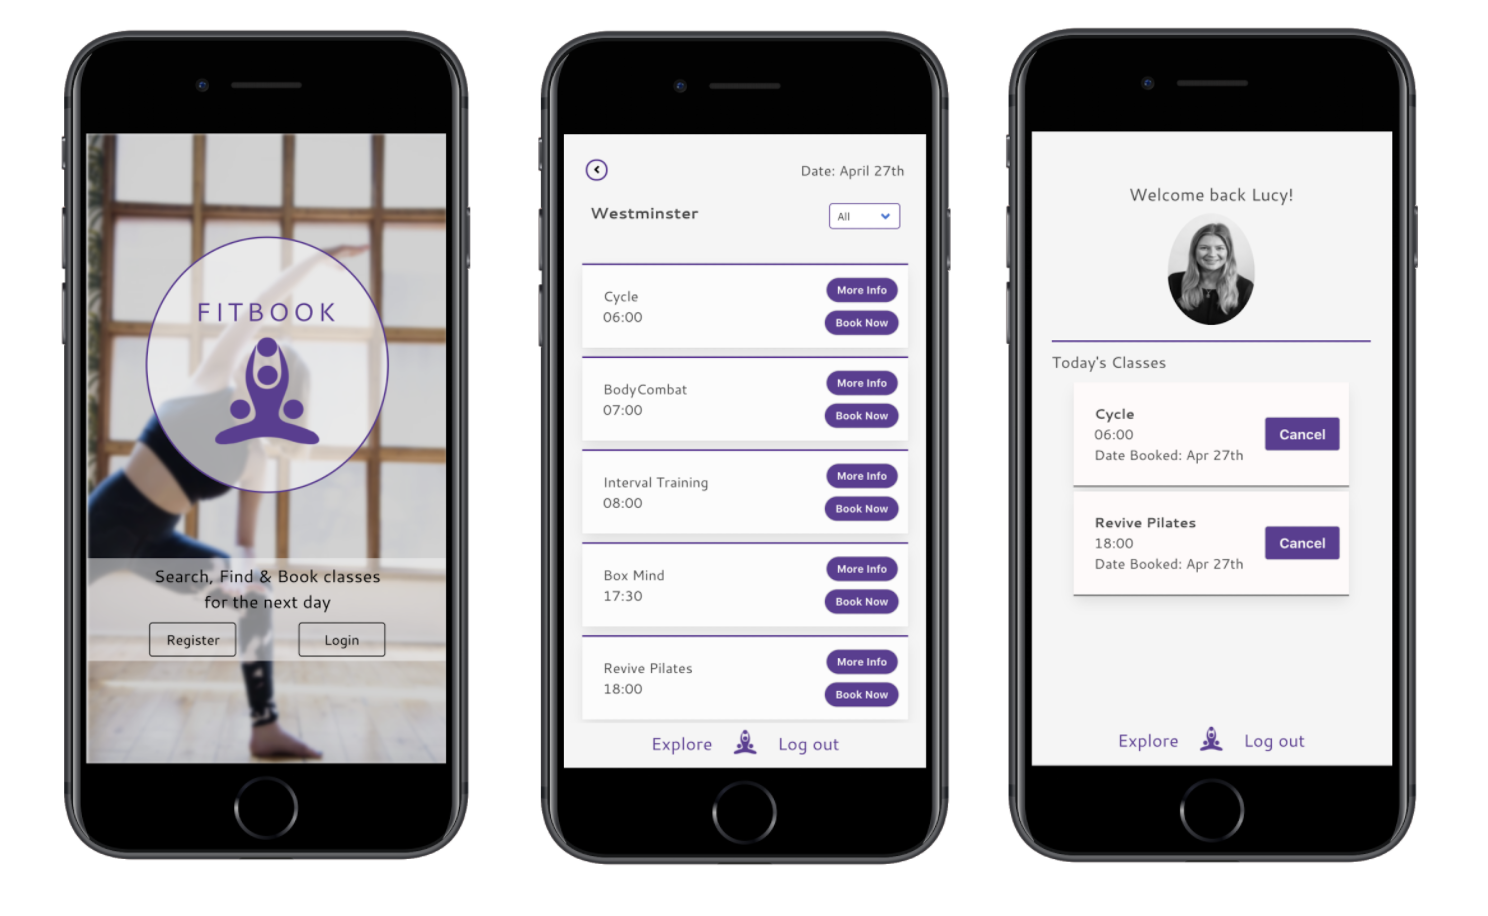 FITBOOK
Search, Find & Book classes
for the next day
Register
Login
Date: April 27th
Westminster
All
Cycle
06:00
More Info
Book Now
BodyCombat
07:00
More Info
Book Now
Interval Training
08:00
More Info
Book Now
Box Mind
17:30
More Info
Book Now
Revive Pilates
18:00
More Info
Book Now
Explore
Log out
Welcome back Lucy!
Today's Classes
Cycle
06:00
Date Booked: Apr 27th
Cancel
Revive Pilates
18:00
Date Booked: Apr 27th
Cancel
Explore
Log out